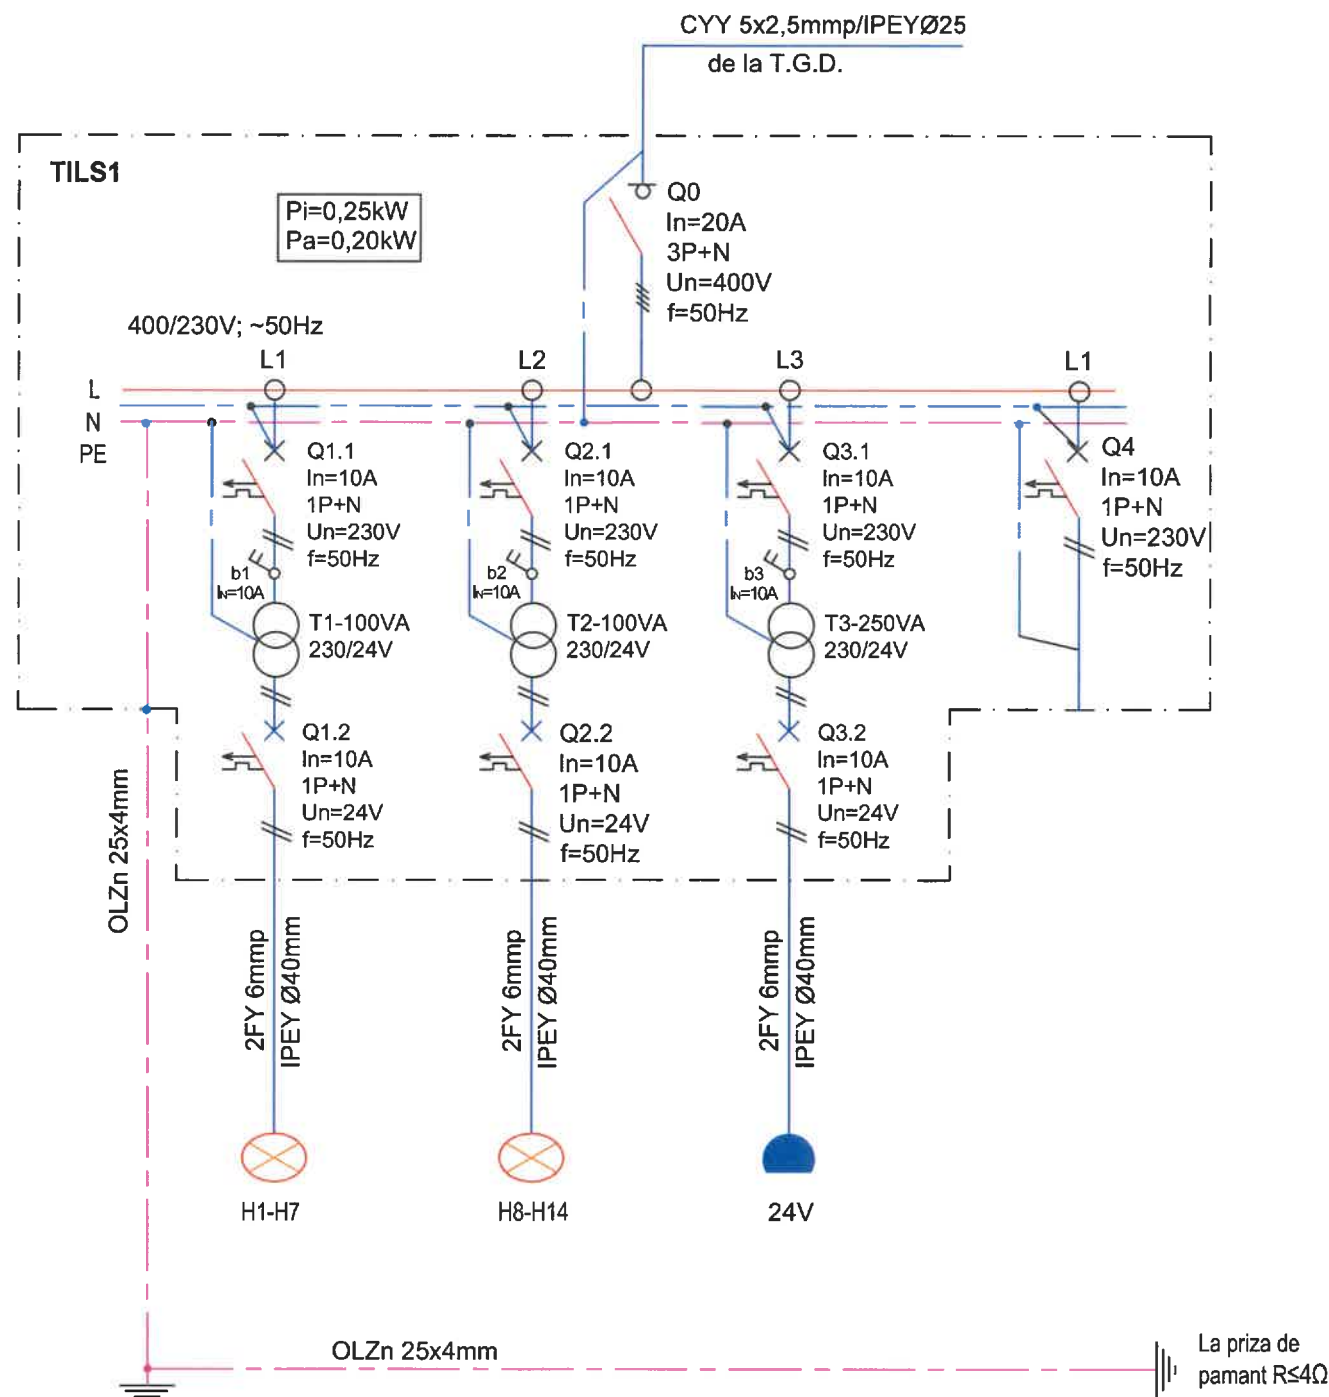 CYY 5x2,5mmp/IPEYØ25
de la T.G.D.
TILS1
Pi=0,25kW
Pa=0,20kW
Q0
In=20A
3P+N
Un=400V
f=50Hz
400/230V; ~50Hz
L1
L2
L3
L1
L
N
PE
Q1.1
In=10A
1P+N
Un=230V
f=50Hz
b1
IN=10A
T1-100VA
230/24V
Q1.2
In=10A
1P+N
Un=24V
f=50Hz
Q2.1
In=10A
1P+N
Un=230V
f=50Hz
b2
IN=10A
T2-100VA
230/24V
Q2.2
In=10A
1P+N
Un=24V
f=50Hz
Q3.1
In=10A
1P+N
Un=230V
f=50Hz
b3
IN=10A
T3-250VA
230/24V
Q3.2
In=10A
1P+N
Un=24V
f=50Hz
Q4
In=10A
1P+N
Un=230V
f=50Hz
OLZn 25x4mm
2FY 6mmp
IPEY Ø40mm
2FY 6mmp
IPEY Ø40mm
2FY 6mmp
IPEY Ø40mm
H1-H7
H8-H14
24V
OLZn 25x4mm
La priza de
pamant R≤4Ω